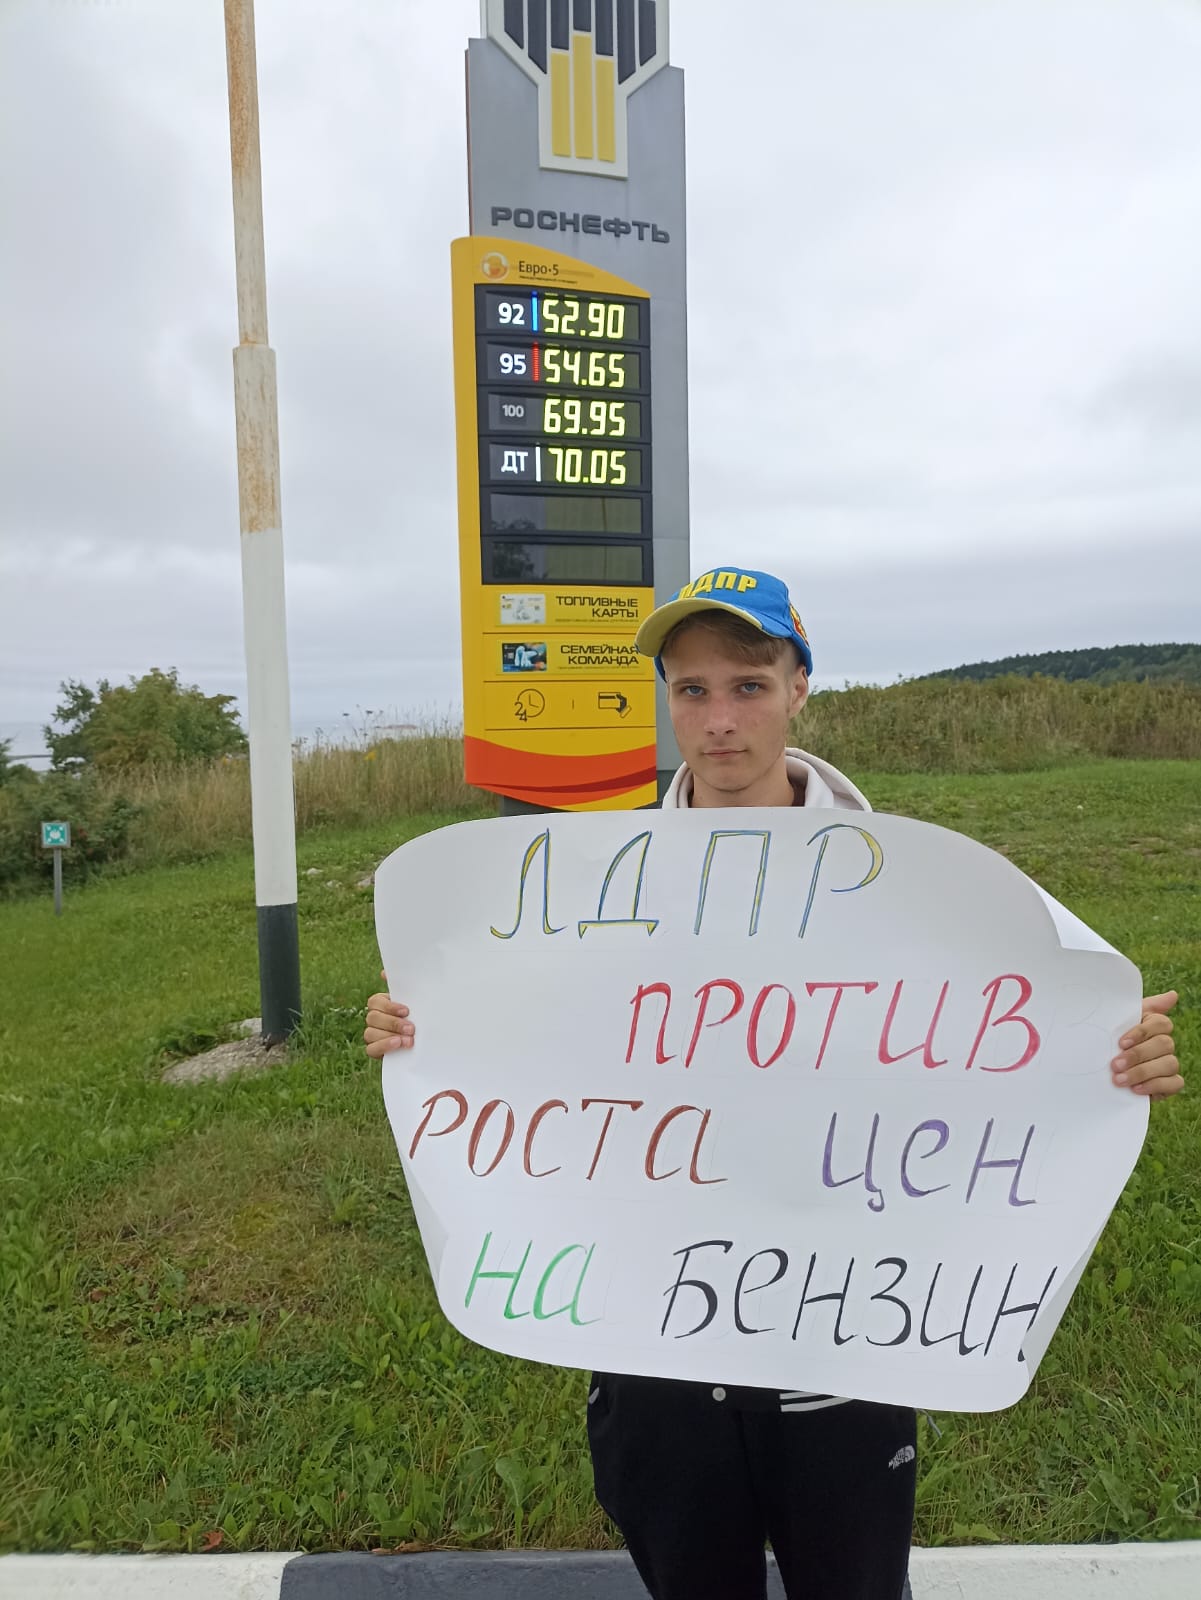 РОСНЕФТЬ
Евро•5
92 52.90
95 54.65
100 69.95
ДТ 70.05
ТОПЛИВНЫЕ
КАРТЫ
СЕМЕЙНАЯ
КОМАНДА
24
ЛДПР
ЛДПР
ПРОТИВ
РОСТА ЦЕН
НА БЕНЗИН